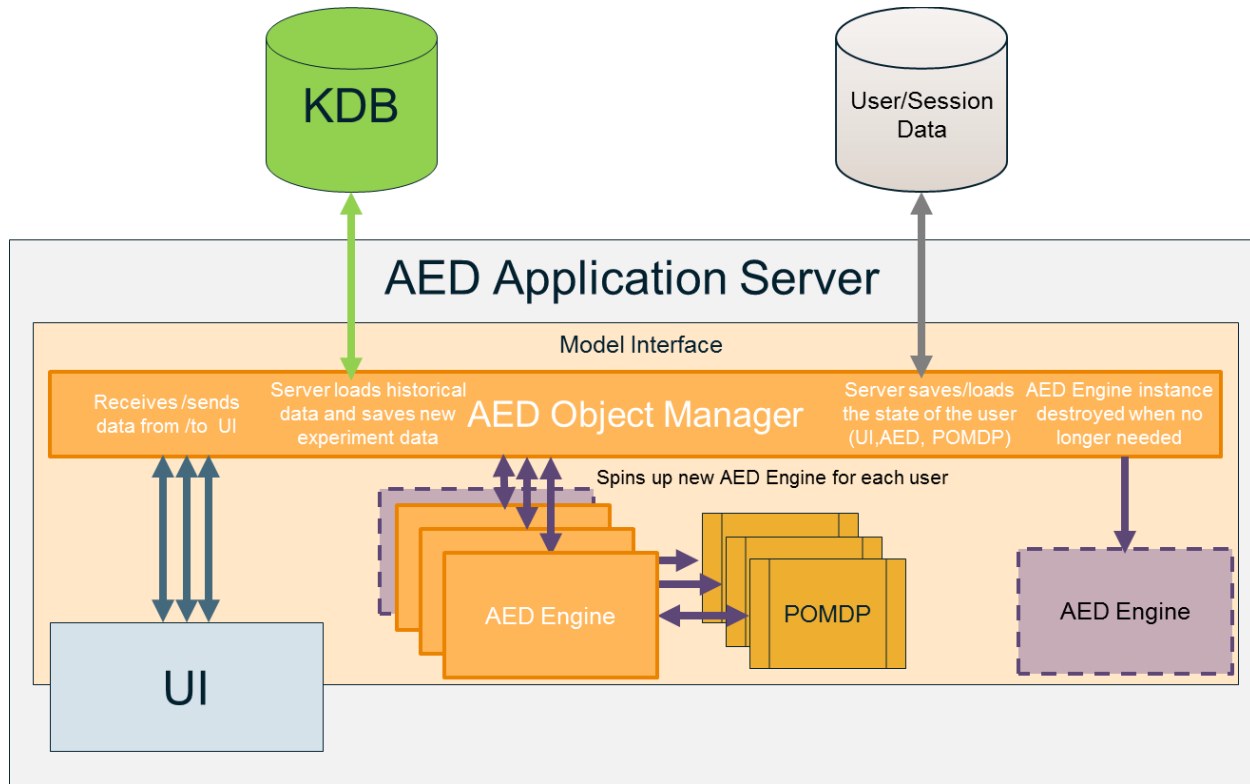 KDB
User/Session
Data
AED Application Server
Model Interface
Receives /sends
data from /to UI
Server loads historical
data and saves new
experiment data
AED Object Manager
Server saves/loads
the state of the user
(UI,AED, POMDP)
AED Engine instance
destroyed when no
longer needed
Spins up new AED Engine for each user
AED Engine
POMDP
AED Engine
UI